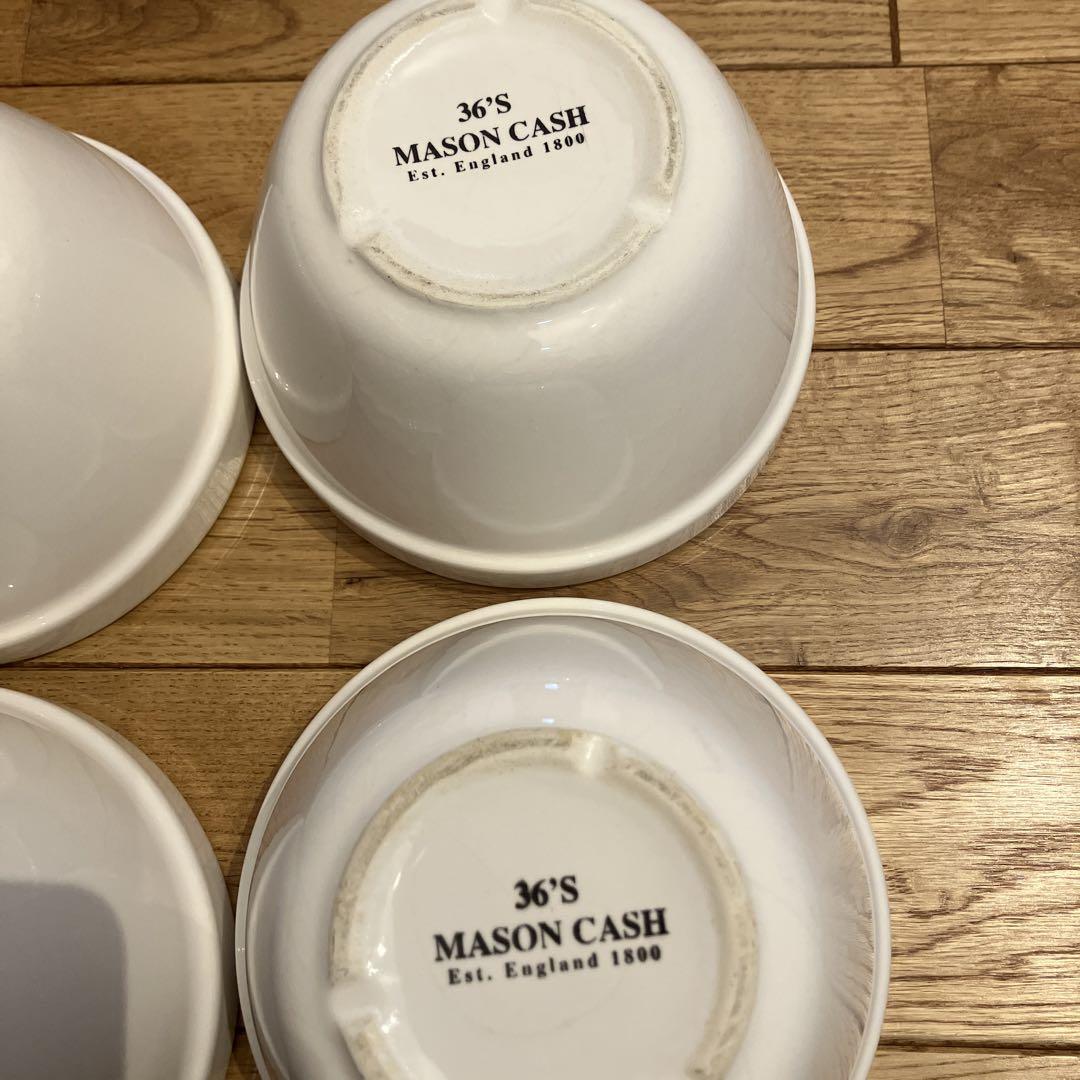 36'S
MASON CASH
Est. England 1800
36'S
MASON CASH
Est. England 1800